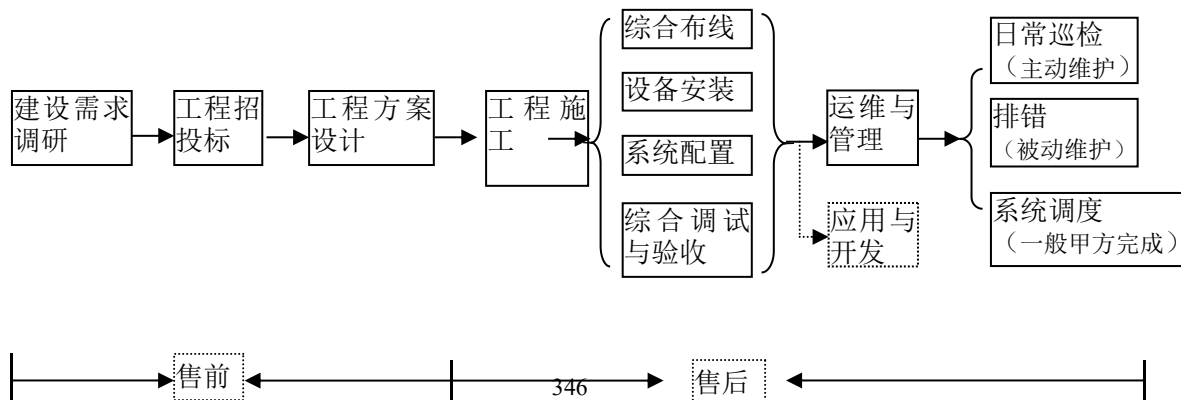 建设需求
调研
工程招
投标
工程方案
设计
工程施
工
综合布线
设备安装
系统配置
综合调试
与验收
运维与
管理
应用与
开发
日常巡检
（主动维护）
排错
（被动维护）
系统调度
（一般甲方完成）
售前
346
售后